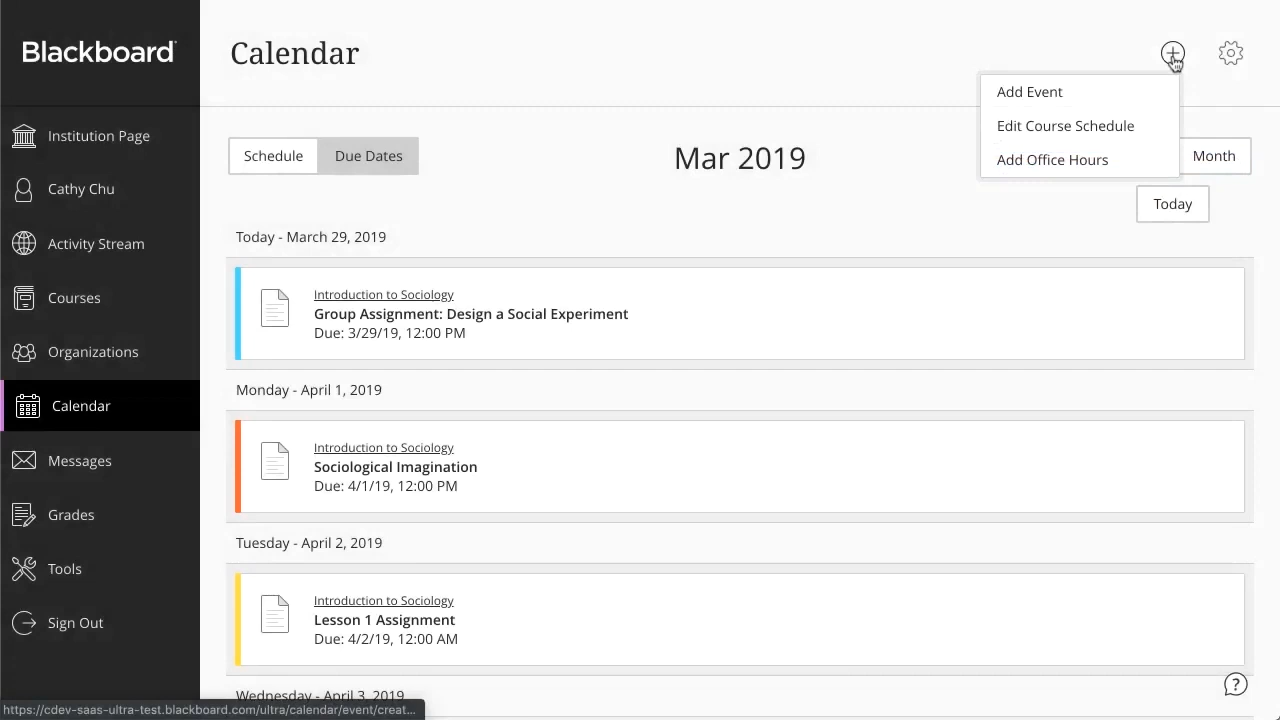 Blackboard
Calendar
Add Event
Edit Course Schedule
Add Office Hours
Institution Page
Cathy Chu
Activity Stream
Courses
Organizations
Calendar
Messages
Grades
Tools
Sign Out
Schedule
Due Dates
Mar 2019
Month
Today
Today - March 29, 2019
Introduction to Sociology
Group Assignment: Design a Social Experiment
Due: 3/29/19, 12:00 PM
Monday - April 1, 2019
Introduction to Sociology
Sociological Imagination
Due: 4/1/19, 12:00 PM
Tuesday - April 2, 2019
Introduction to Sociology
Lesson 1 Assignment
Due: 4/2/19, 12:00 AM
Wednesday - April 3, 2019
?
https://cdev-saas-ultra-test.blackboard.com/ultra/calendar/event/creat...